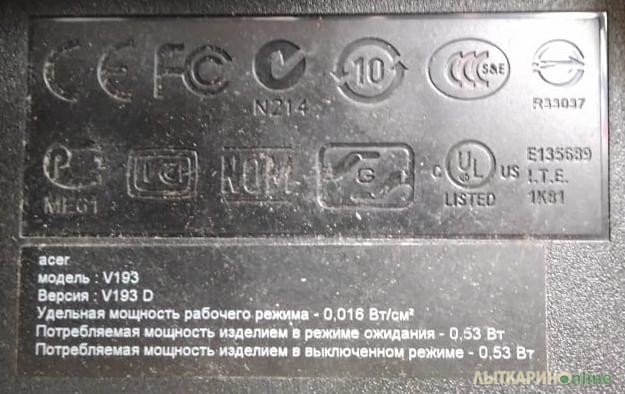 CE FC N214 10 CCC S&E R33037
МЕ61 UL C US LISTED E135689
I.T.E.
1K81
acer
модель : V193
Версия : V193 D
Удельная мощность рабочего режима - 0,016 Вт/см²
Потребляемая мощность изделием в режиме ожидания - 0,53 Вт
Потребляемая мощность изделием в выключенном режиме - 0,53 Вт
ЛЫТКАРИНОonline